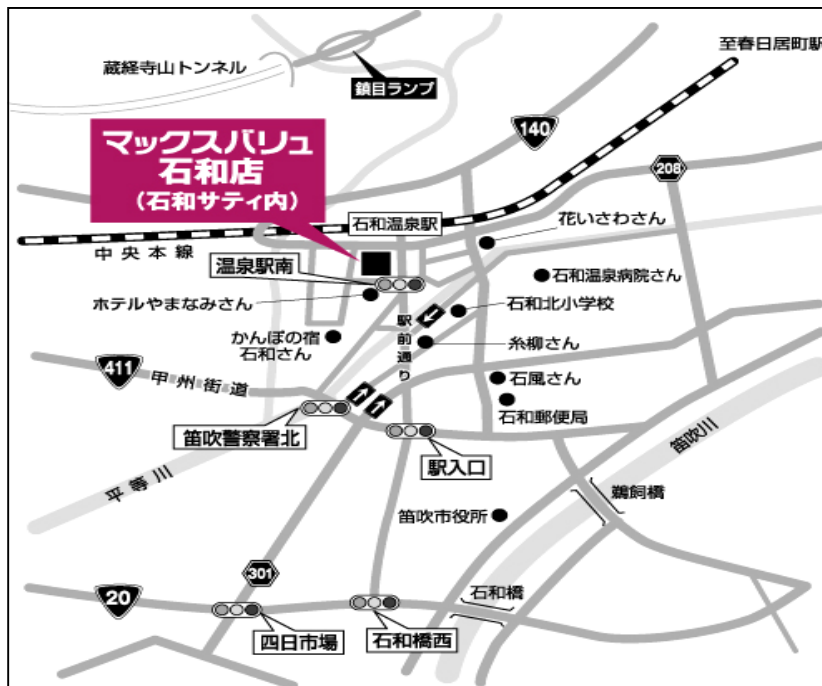 至春日居町駅
蔵経寺山トンネル
鎖目ランプ
140
マックスバリュ
石和店
(石和サティ内)
208
花いさわさん
石和温泉駅
中央本線
温泉駅南
石和温泉病院さん
ホテルやまなみさん
石和北小学校
かんぽの宿
石和さん
駅前通り
糸柳さん
411
甲州街道
石風さん
石和郵便局
笛吹警察署北
駅入口
笛吹川
平等川
鵜飼橋
笛吹市役所
301
20
石和橋
四日市場
石和橋西